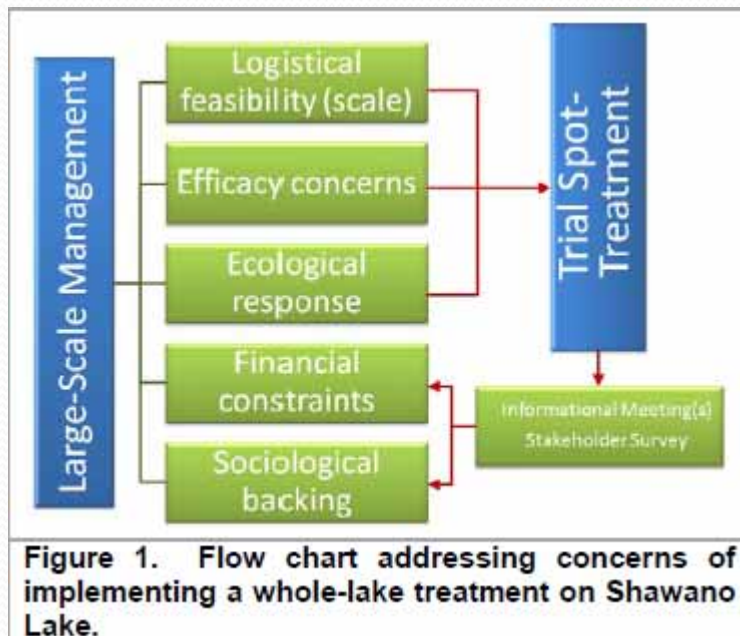 Large-Scale Management
Logistical
feasibility (scale)
Efficacy concerns
Ecological
response
Financial
constraints
Sociological
backing
Trial Spot-
Treatment
Informational Meeting(s)
Stakeholder Survey
Figure 1. Flow chart addressing concerns of
implementing a whole-lake treatment on Shawano
Lake.